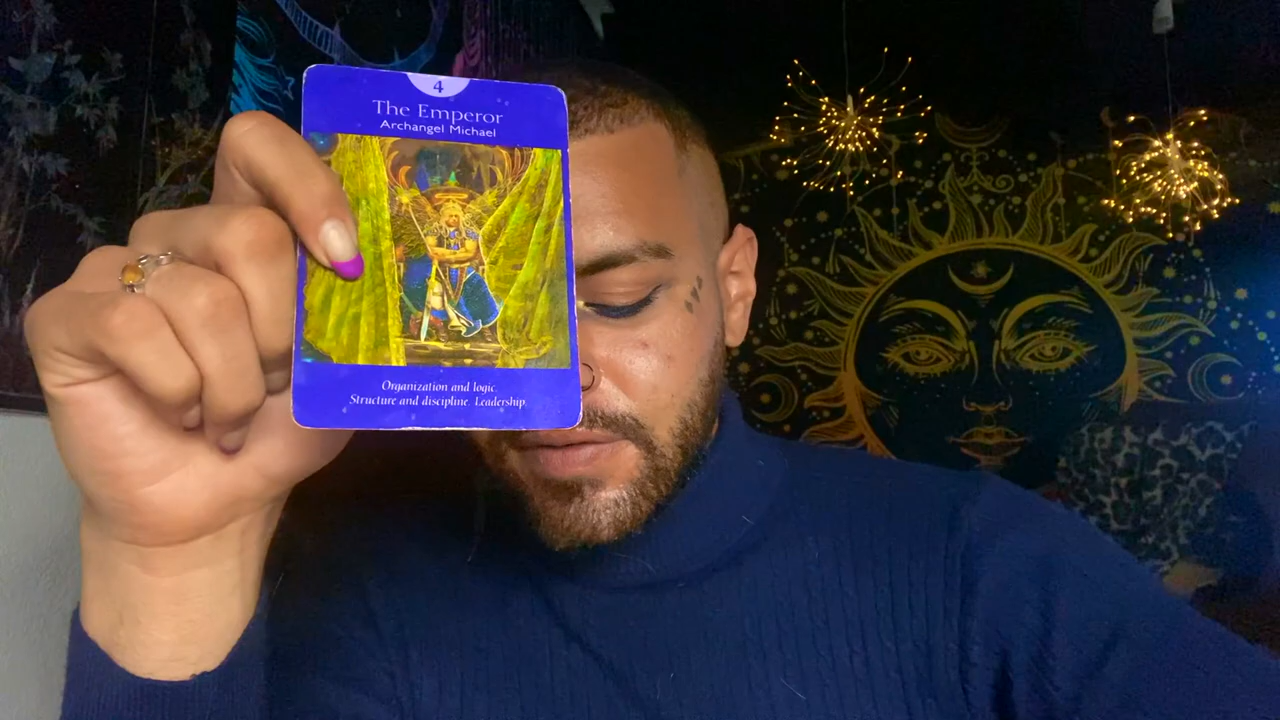 4
The Emperor
Archangel Michael
Organization and logic.
Structure and discipline. Leadership.